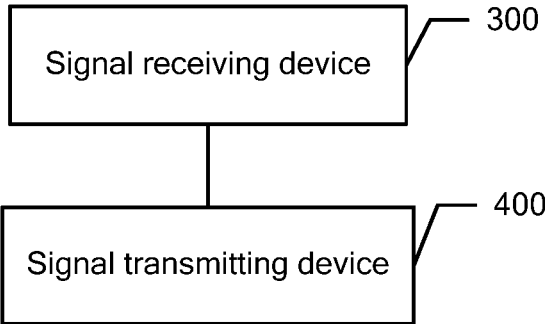 300
Signal receiving device
400
Signal transmitting device